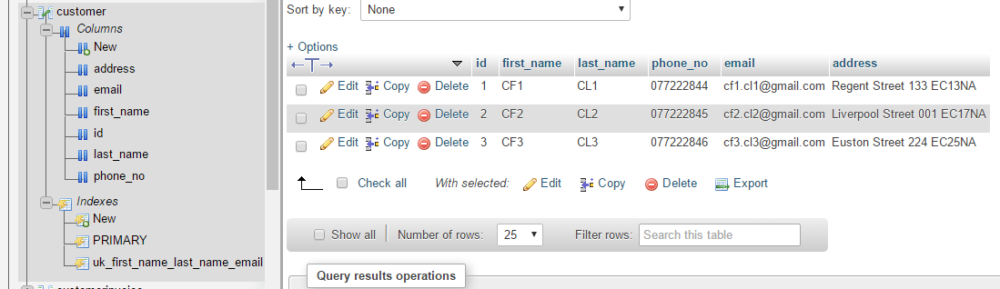 customer
Columns
New
address
email
first_name
id
last_name
phone_no
Indexes
New
PRIMARY
uk_first_name_last_name_email
customerinvoice
Sort by key: None
+ Options
id first_name last_name phone_no email address
Edit Copy Delete 1 CF1 CL1 077222844 cf1.cl1@gmail.com Regent Street 133 EC13NA
Edit Copy Delete 2 CF2 CL2 077222845 cf2.cl2@gmail.com Liverpool Street 001 EC17NA
Edit Copy Delete 3 CF3 CL3 077222846 cf3.cl3@gmail.com Euston Street 224 EC25NA
Check all With selected: Edit Copy Delete Export
Show all Number of rows: 25 Filter rows: Search this table
Query results operations